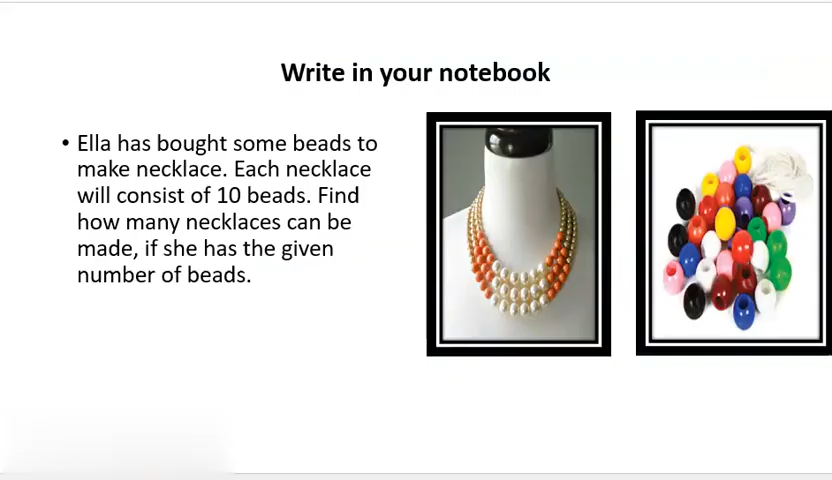 Write in your notebook
• Ella has bought some beads to
make necklace. Each necklace
will consist of 10 beads. Find
how many necklaces can be
made, if she has the given
number of beads.